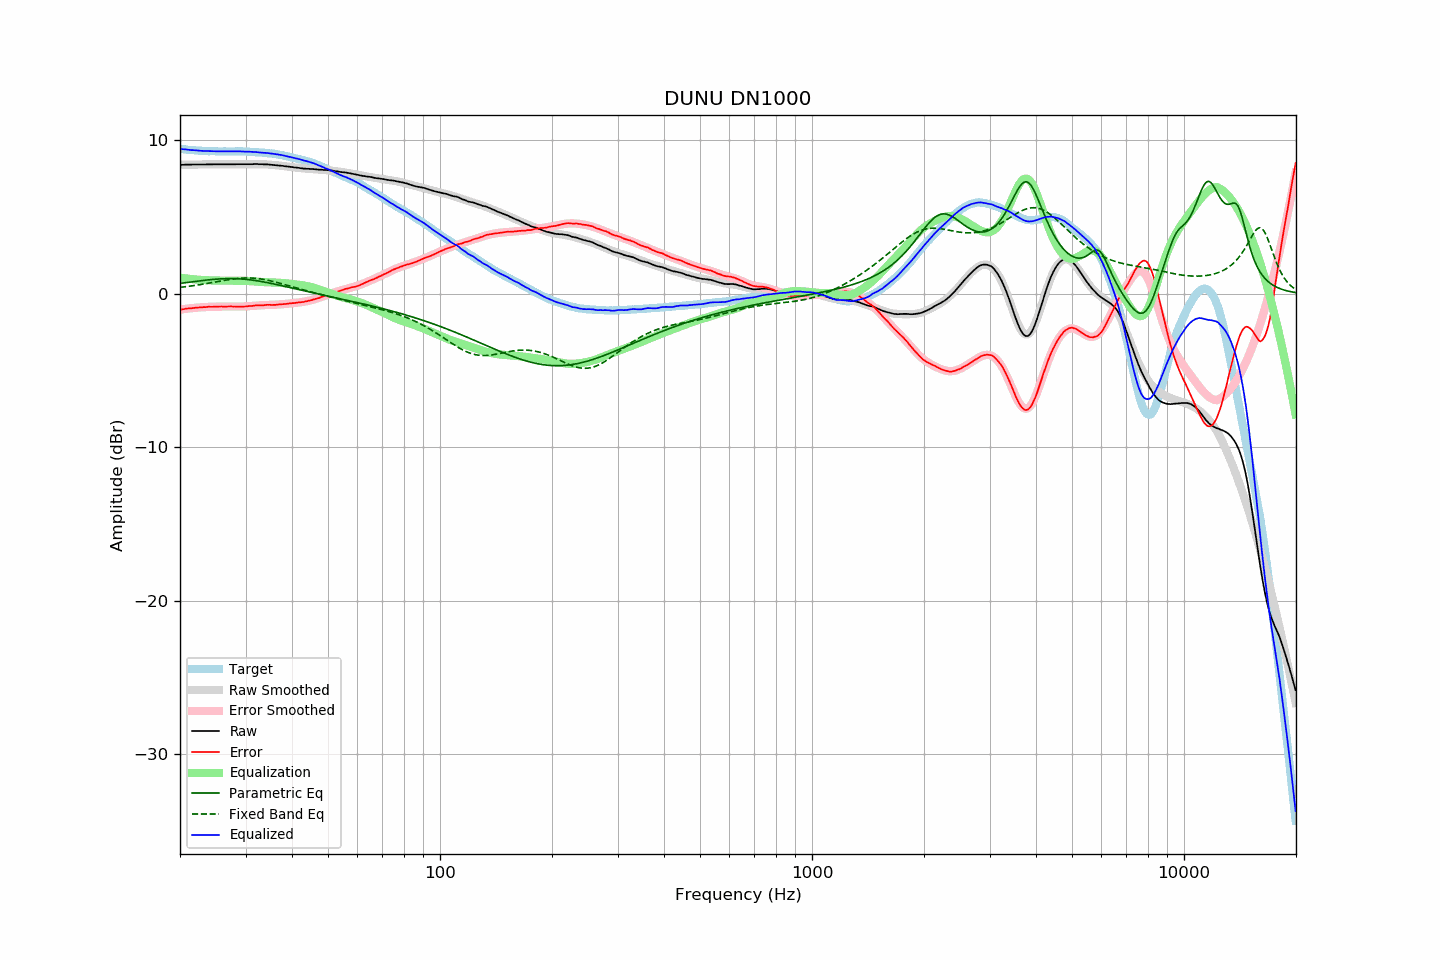 DUNU DN1000
Amplitude (dBr)
10
0
−10
−20
−30
Target
Raw Smoothed
Error Smoothed
Raw
Error
Equalization
Parametric Eq
Fixed Band Eq
Equalized
100
1000
10000
Frequency (Hz)